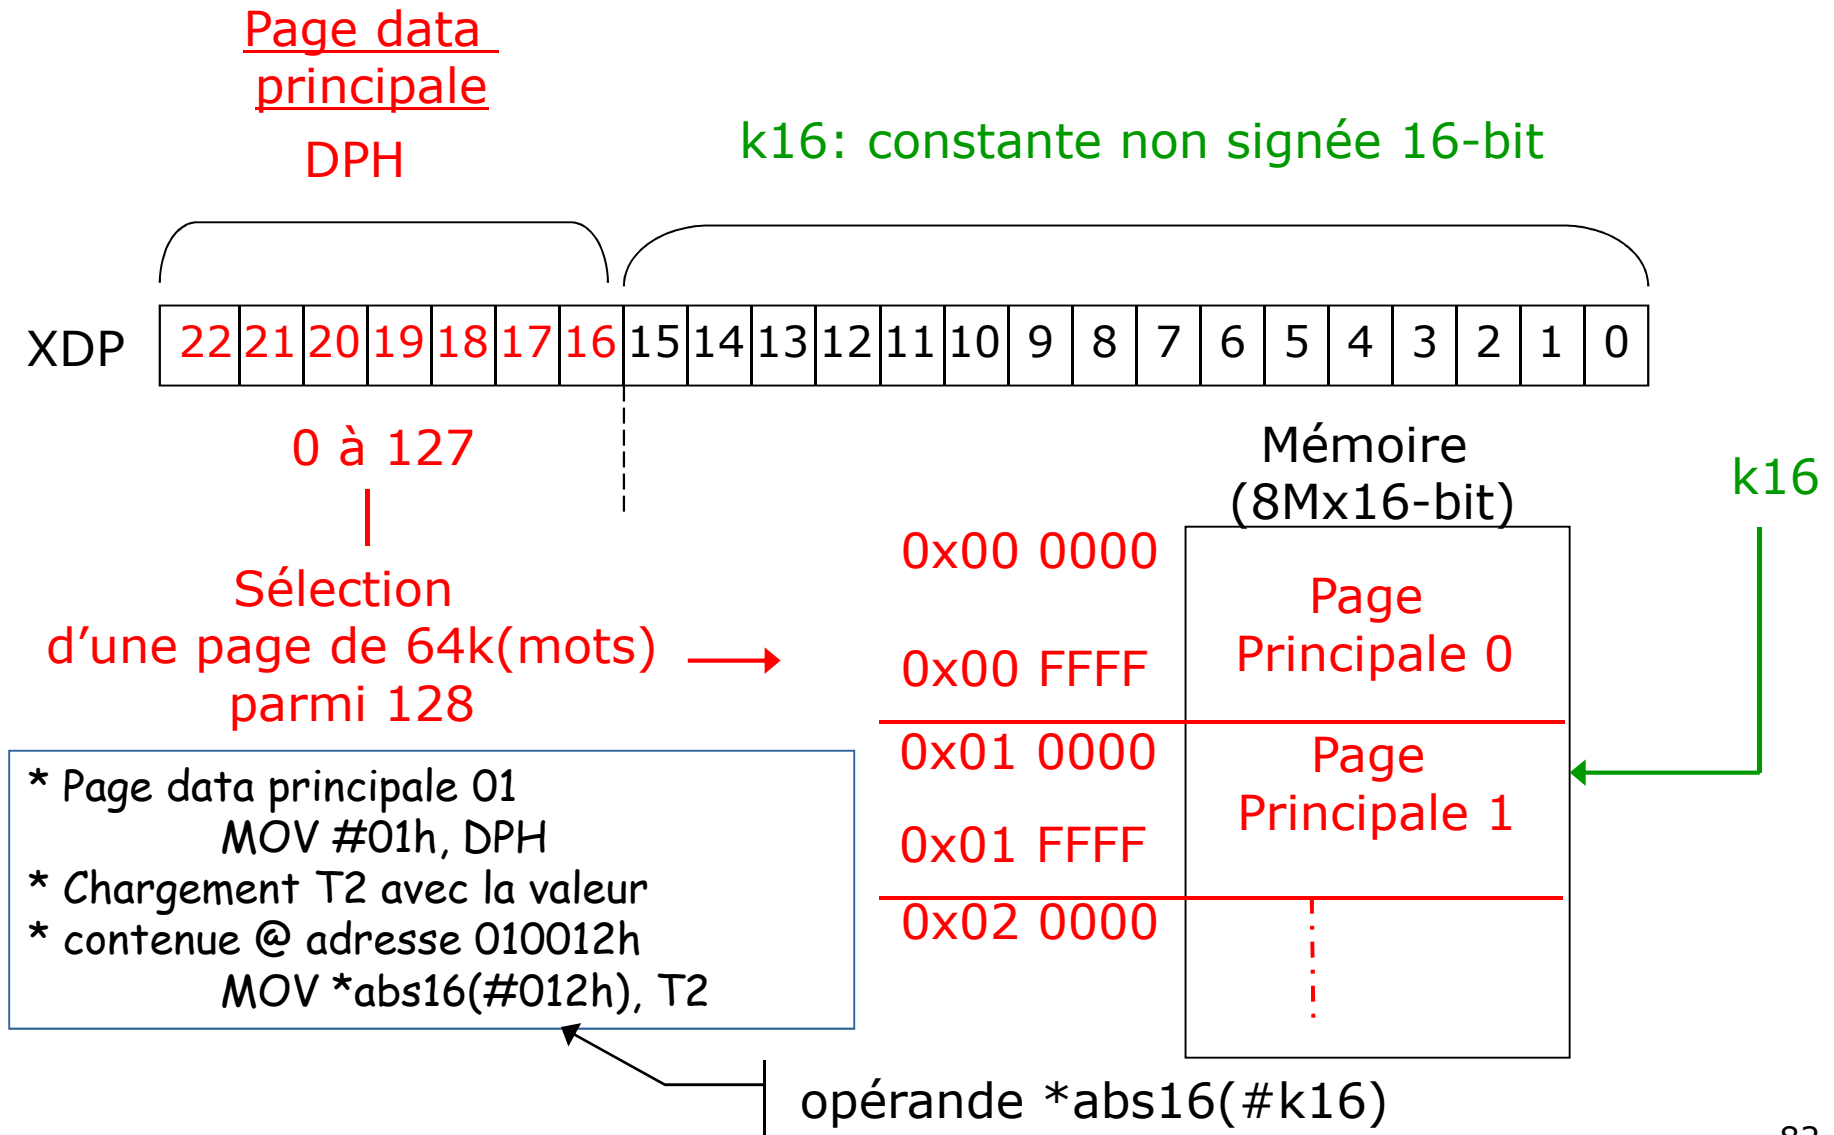 Page data
principale
DPH
k16: constante non signée 16-bit
XDP 22 21 20 19 18 17 16 15 14 13 12 11 10 9 8 7 6 5 4 3 2 1 0
0 à 127
Sélection
d’une page de 64k(mots)
parmi 128
Mémoire
(8Mx16-bit)
k16
0x00 0000
Page
Principale 0
0x00 FFFF
0x01 0000
Page
Principale 1
0x01 FFFF
0x02 0000
* Page data principale 01
MOV #01h, DPH
* Chargement T2 avec la valeur
* contenue @ adresse 010012h
MOV *abs16(#012h), T2
opérande *abs16(#k16)